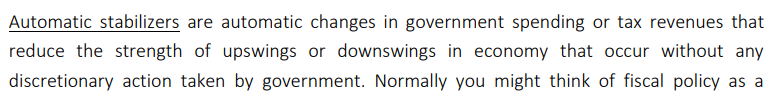 Automatic stabilizers are automatic changes in government spending or tax revenues that
reduce the strength of upswings or downswings in economy that occur without any
discretionary action taken by government. Normally you might think of fiscal policy as a